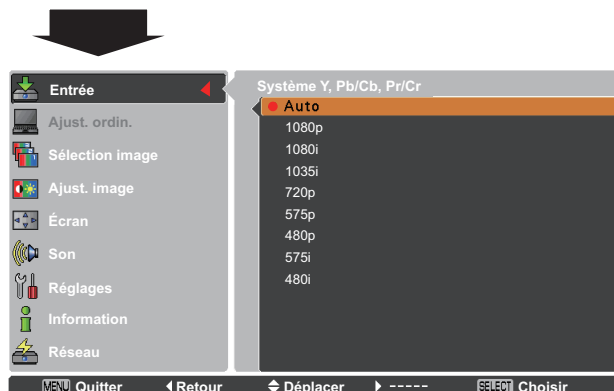 Entrée
Ajust. ordin.
Sélection image
Ajust. image
Écran
Son
Réglages
Information
Réseau
Système Y, Pb/Cb, Pr/Cr
Auto
1080p
1080i
1035i
720p
575p
480p
575i
480i
MENU Quitter Retour Déplacer ----- SELECT Choisir